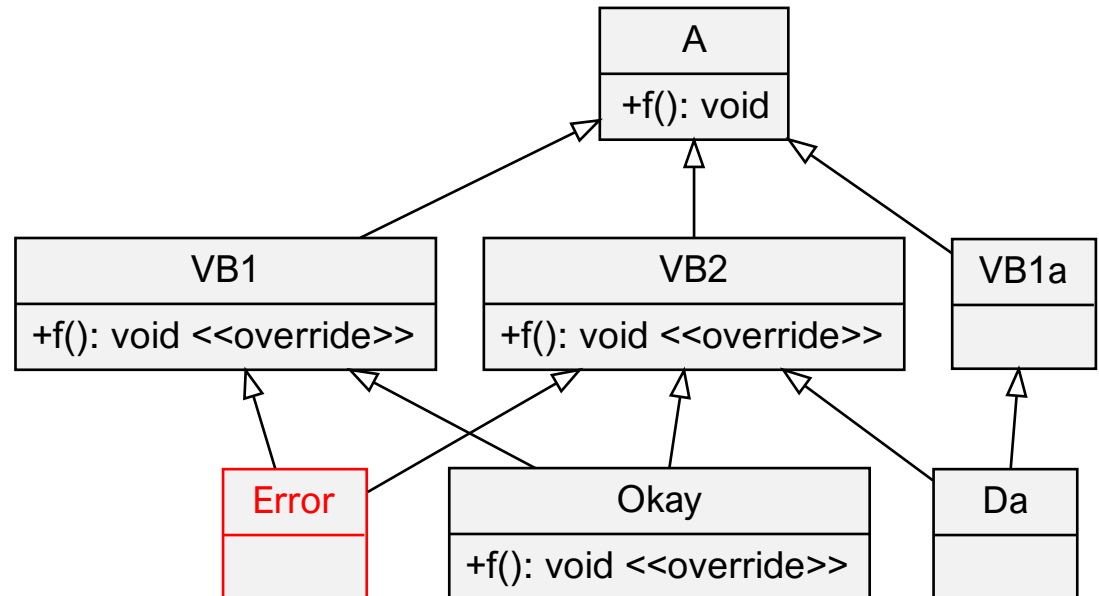 A
+f(): void
VB1
+f(): void <<override>>
VB2
+f(): void <<override>>
VB1a
Error
Okay
+f(): void <<override>>
Da